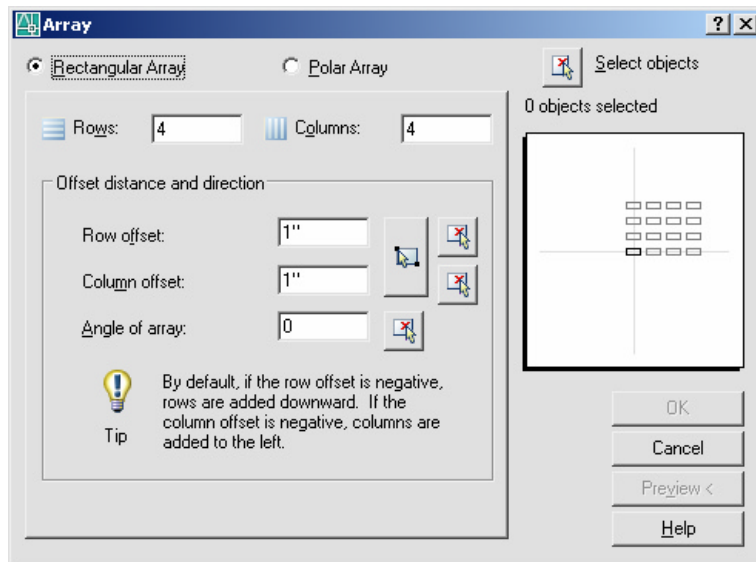 Array
Rectangular Array
Polar Array
Select objects
0 objects selected
Rows:
4
Columns:
4
Offset distance and direction
Row offset:
1"
Column offset:
1"
Angle of array:
0
Tip
By default, if the row offset is negative,
rows are added downward. If the
column offset is negative, columns are
added to the left.
OK
Cancel
Preview <
Help